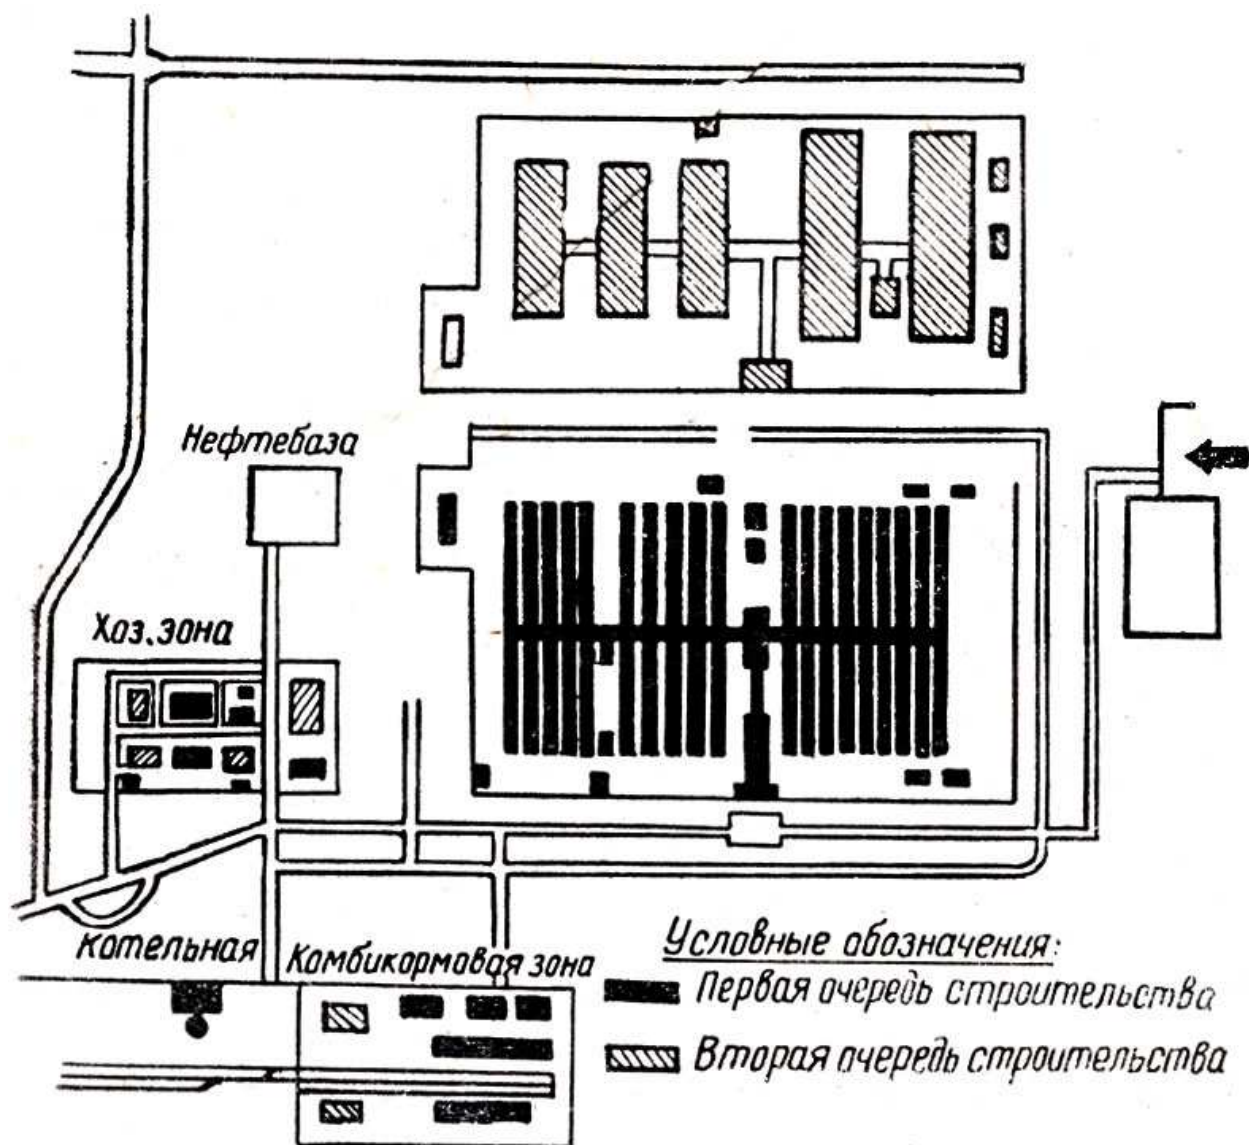 Нефтебаза
Хоз. зона
Котельная
Комбикормовая зона
Условные обозначения:
Первая очередь строительства
Вторая очередь строительства